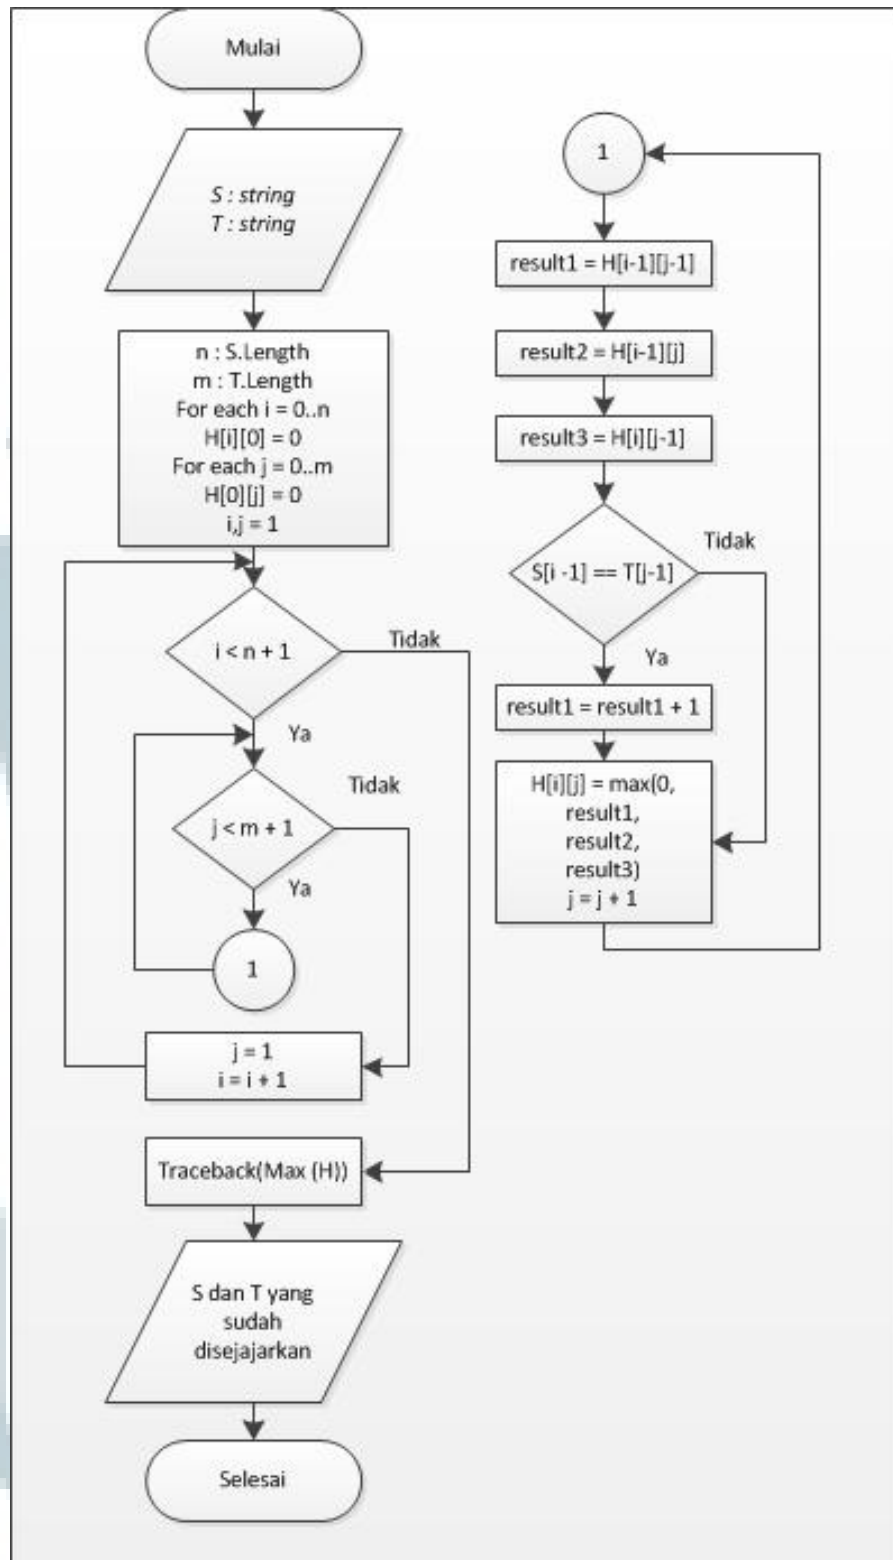 Mulai
S : string
T : string
n : S.Length
m : T.Length
For each i = 0..n
H[i][0] = 0
For each j = 0..m
H[0][j] = 0
i,j = 1
i < n + 1
Tidak
Ya
j < m + 1
Tidak
Ya
1
j = 1
i = i + 1
Traceback(Max (H))
S dan T yang
sudah
disejajarkan
Selesai
1
result1 = H[i-1][j-1]
result2 = H[i-1][j]
result3 = H[i][j-1]
S[i -1] == T[j-1]
Tidak
Ya
result1 = result1 + 1
H[i][j] = max(0,
result1,
result2,
result3)
j = j + 1